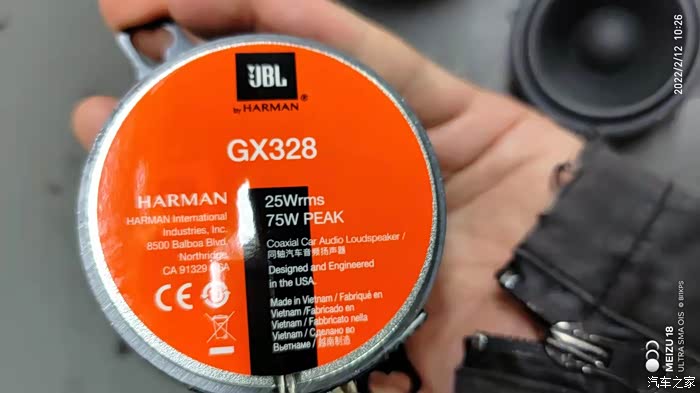 JBL
by HARMAN
®
GX328
HARMAN
HARMAN International
Industries, Inc.
8500 Balboa Blvd,
Northridge
CA 91329 USA
CE
25Wrms
75W PEAK
Coaxial Car Audio Loudspeaker /
同轴汽车音频扬声器
Designed and Engineered
in the USA.
Made in Vietnam / Fabriqué en
Vietnam /Fabricado en
Vietnam / Fabbricato nella
Vietnam / Сделано во
Вьетнаме / 越南制造
2022/2/12 10:26
MEIZU 18
ULTRA SMA OIS
汽车之家